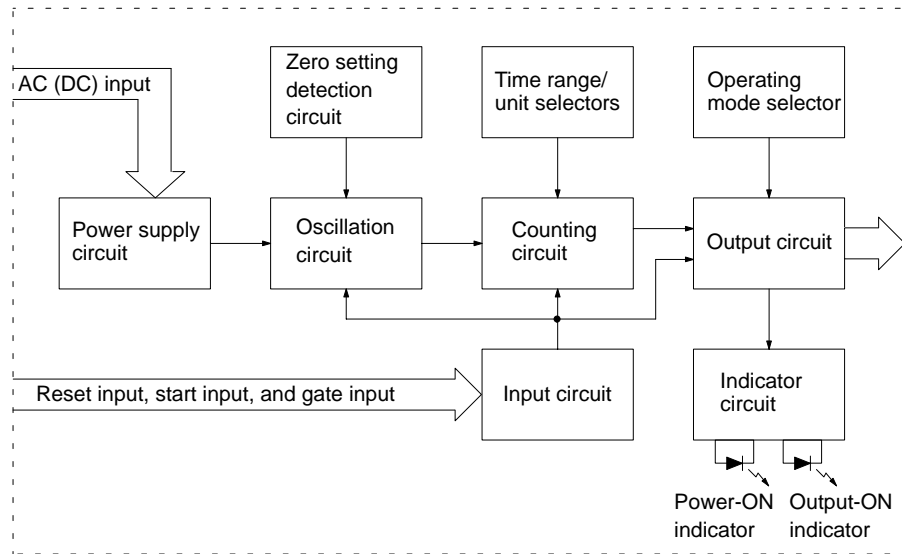 AC (DC) input
Zero setting
detection
circuit
Time range/
unit selectors
Operating
mode selector
Power supply
circuit
Oscillation
circuit
Counting
circuit
Output circuit
Reset input, start input, and gate input
Input circuit
Indicator
circuit
Power-ON
indicator
Output-ON
indicator